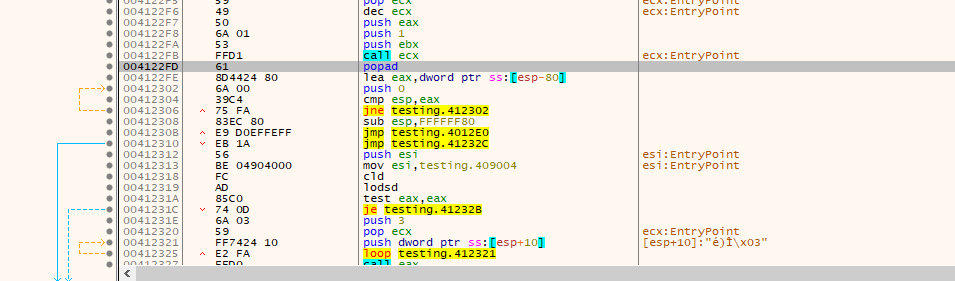 004122F5 59 pop ecx ecx:EntryPoint
004122F6 49 dec ecx ecx:EntryPoint
004122F7 50 push eax
004122F8 6A 01 push 1
004122FA 53 push ebx
004122FB FFD1 call ecx ecx:EntryPoint
004122FD 61 popad
004122FE 8D4424 80 lea eax,dword ptr ss:[esp-80]
00412302 6A 00 push 0
00412304 39C4 cmp esp,eax
00412306 75 FA jne testing.412302
00412308 83EC 80 sub esp,FFFFFF80
0041230B E9 D0EFFEFF jmp testing.4012E0
00412310 EB 1A jmp testing.41232C
00412312 56 push esi esi:EntryPoint
00412313 BE 04904000 mov esi,testing.409004 esi:EntryPoint
00412318 FC cld
00412319 AD lodsd
0041231A 85C0 test eax,eax
0041231C 74 0D je testing.41232B
0041231E 6A 03 push 3
00412320 59 pop ecx ecx:EntryPoint
00412321 FF7424 10 push dword ptr ss:[esp+10] [esp+10]:"é)Î\x03"
00412325 E2 FA loop testing.412321
00412327 FFD0 call eax